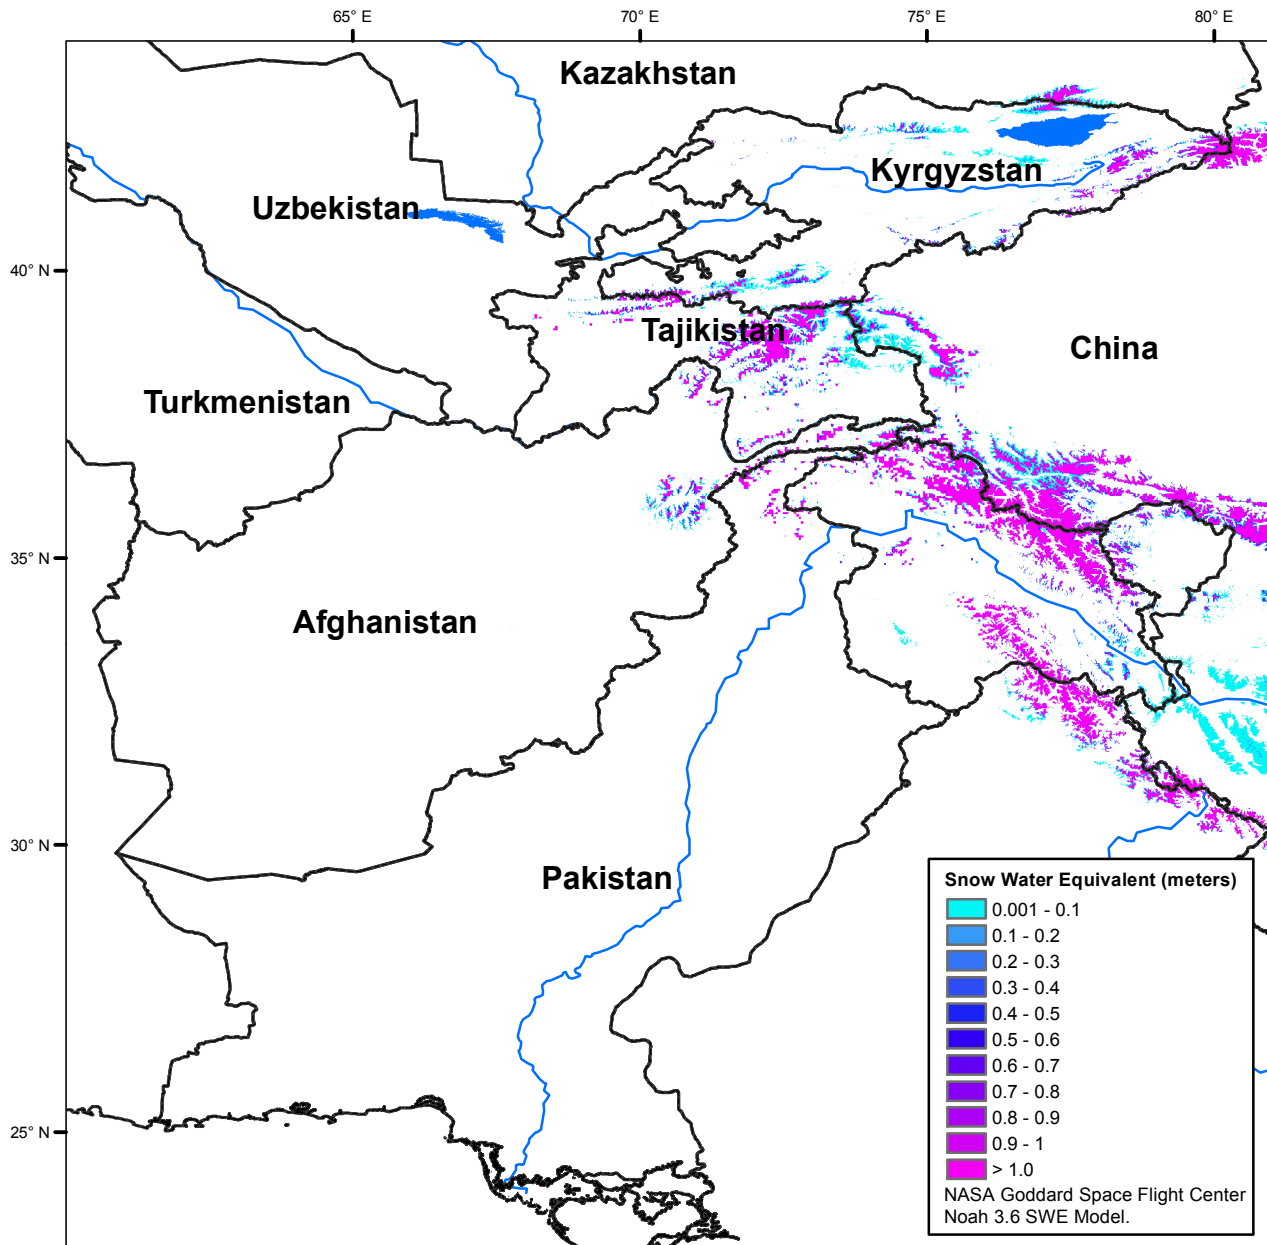 65° E
70° E
75° E
80° E
Kazakhstan
Kyrgyzstan
Uzbekistan
40° N
Tajikistan
China
Turkmenistan
35° N
Afghanistan
30° N
Pakistan
25° N
Snow Water Equivalent (meters)
0.001 - 0.1
0.1 - 0.2
0.2 - 0.3
0.3 - 0.4
0.4 - 0.5
0.5 - 0.6
0.6 - 0.7
0.7 - 0.8
0.8 - 0.9
0.9 - 1
> 1.0
NASA Goddard Space Flight Center
Noah 3.6 SWE Model.